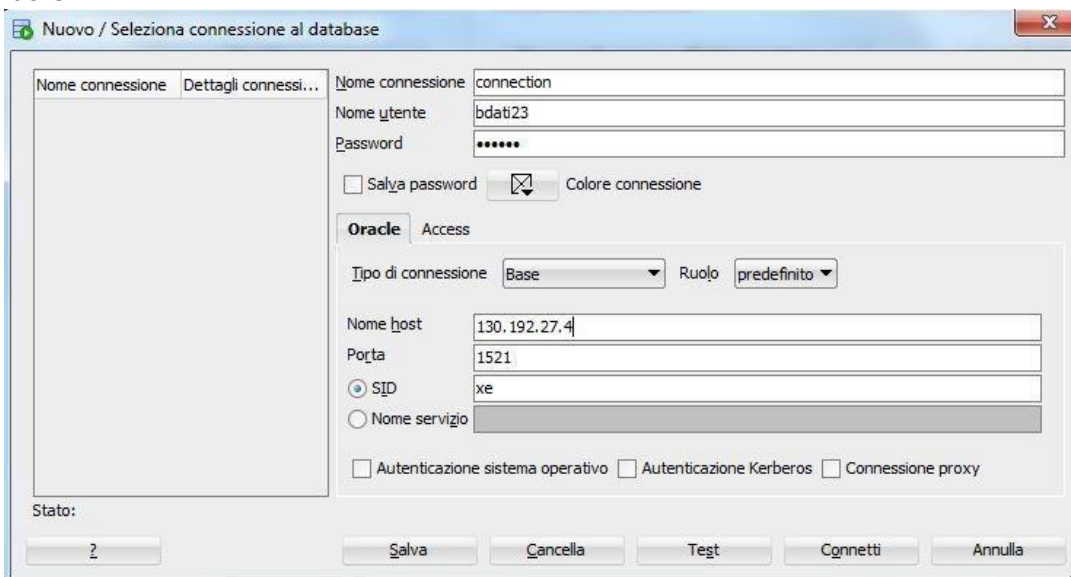 Nuovo / Seleziona connessione al database
Nome connessione Dettagli connessi...
Nome connessione connection
Nome utente bdati23
Password ••••••
Salva password Colore connessione
Oracle Access
Tipo di connessione Base Ruolo predefinito
Nome host 130.192.27.4
Porta 1521
SID xe
Nome servizio
Autenticazione sistema operativo Autenticazione Kerberos Connessione proxy
Stato:
? Salva Cancella Test Connetti Annulla